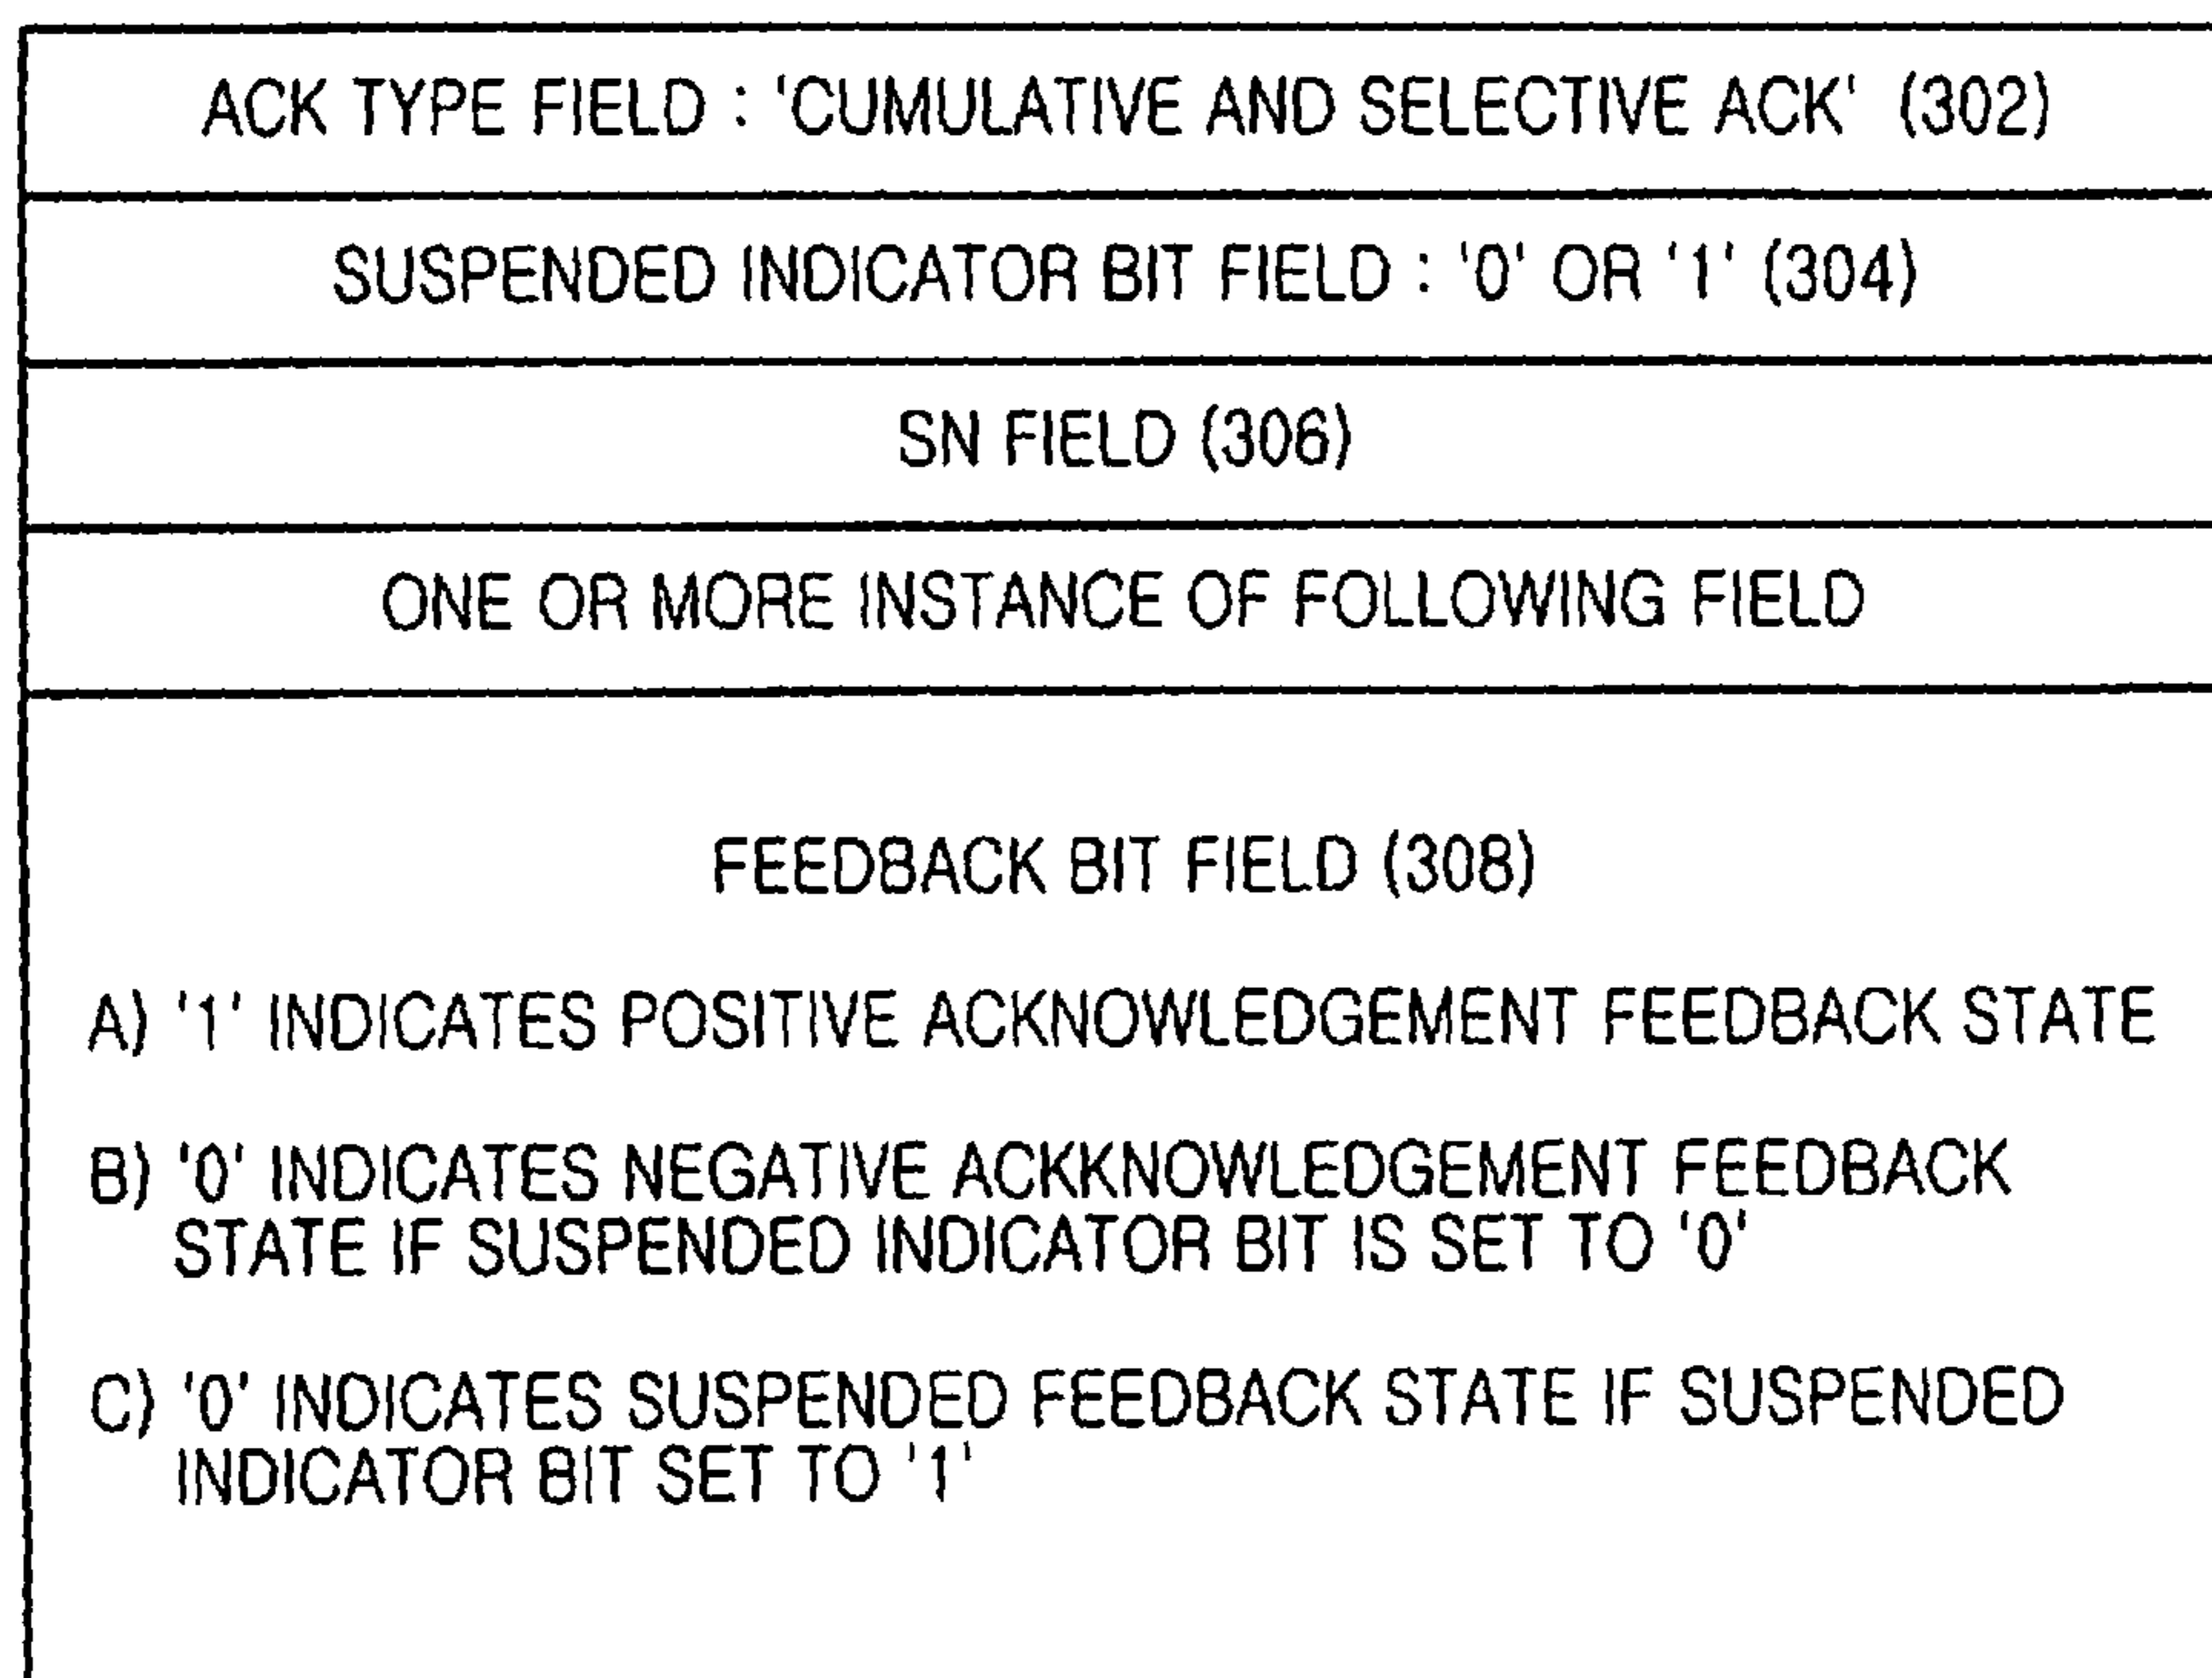 ACK TYPE FIELD : 'CUMULATIVE AND SELECTIVE ACK' (302)
SUSPENDED INDICATOR BIT FIELD : '0' OR '1' (304)
SN FIELD (306)
ONE OR MORE INSTANCE OF FOLLOWING FIELD
FEEDBACK BIT FIELD (308)
A) '1' INDICATES POSITIVE ACKNOWLEDGEMENT FEEDBACK STATE
B) '0' INDICATES NEGATIVE ACKKNOWLEDGEMENT FEEDBACK
STATE IF SUSPENDED INDICATOR BIT IS SET TO '0'
C) '0' INDICATES SUSPENDED FEEDBACK STATE IF SUSPENDED
INDICATOR BIT SET TO '1'